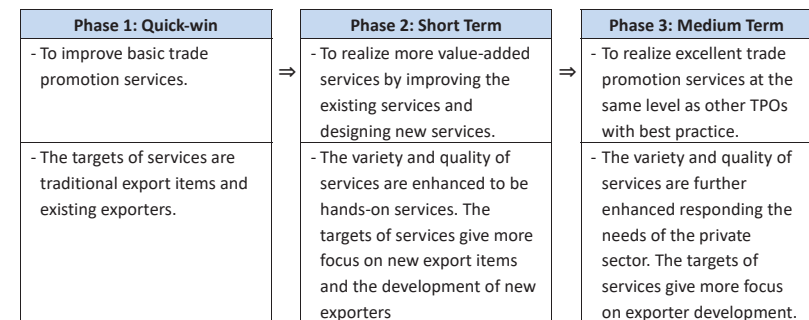 Phase 1: Quick-win
- To improve basic trade
promotion services.
- The targets of services are
traditional export items and
existing exporters.
⇒
Phase 2: Short Term
- To realize more value-added
services by improving the
existing services and
designing new services.
- The variety and quality of
services are enhanced to be
hands-on services. The
targets of services give more
focus on new export items
and the development of new
exporters
⇒
Phase 3: Medium Term
- To realize excellent trade
promotion services at the
same level as other TPOs
with best practice.
- The variety and quality of
services are further
enhanced responding the
needs of the private
sector. The targets of
services give more focus
on exporter development.